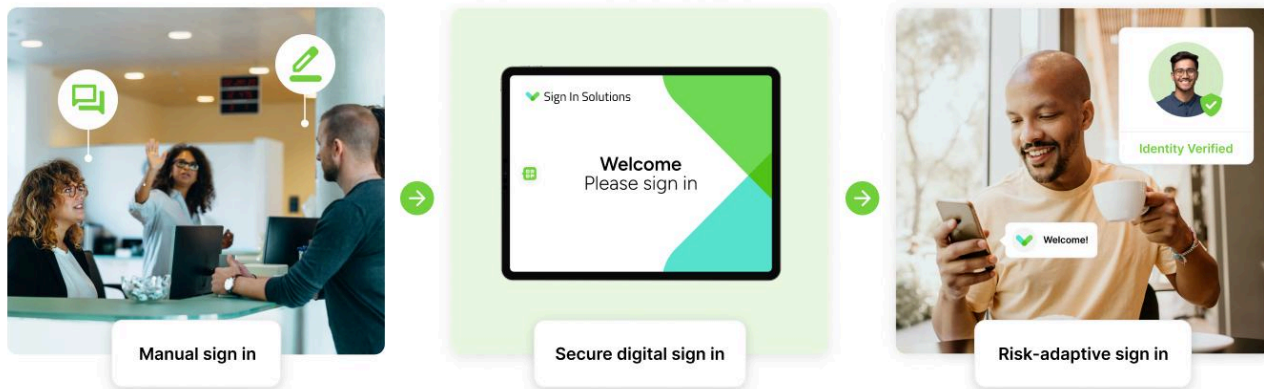 Sign In Solutions
Welcome
Please sign in
Identity Verified
Welcome!
Manual sign in
Secure digital sign in
Risk-adaptive sign in